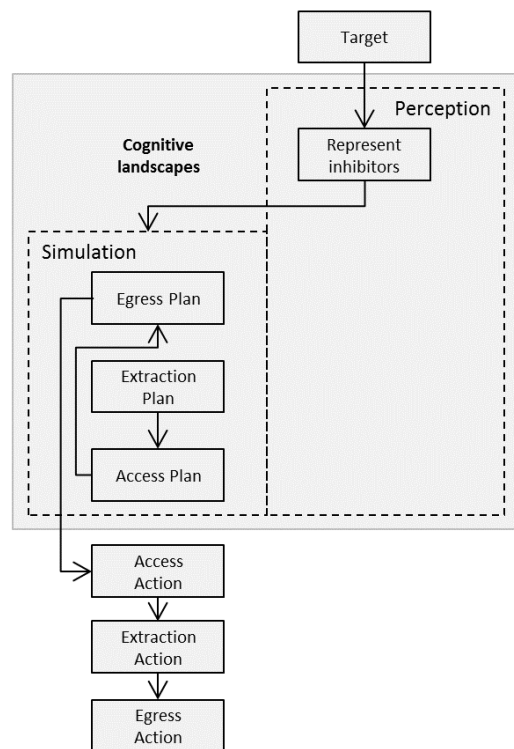 Target
Perception
Cognitive
landscapes
Represent
inhibitors
Simulation
Egress Plan
Extraction
Plan
Access Plan
Access
Action
Extraction
Action
Egress
Action